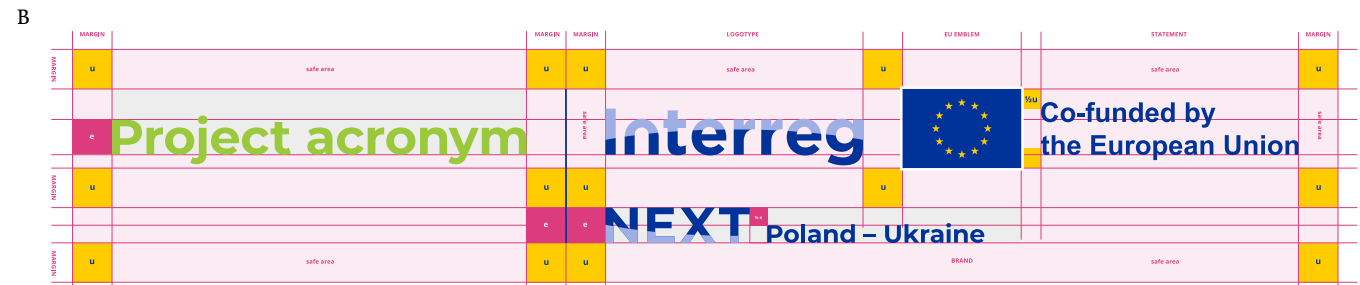 B
MARGIN MARGIN MARGIN LOGOTYPE EU EMBLEM STATEMENT MARGIN
MARGIN u safe area u u safe area u safe area u
½u
e Project acronym safe area Interreg Co-funded by
the European Union safe area
MARGIN u u u u
e e NEXT Poland – Ukraine
MARGIN u safe area u u BRAND safe area u